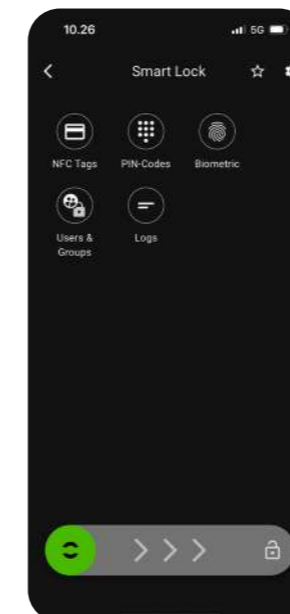 10.26
5G
Smart Lock
NFC Tags
PIN-Codes
Biometric
Users &
Groups
Logs